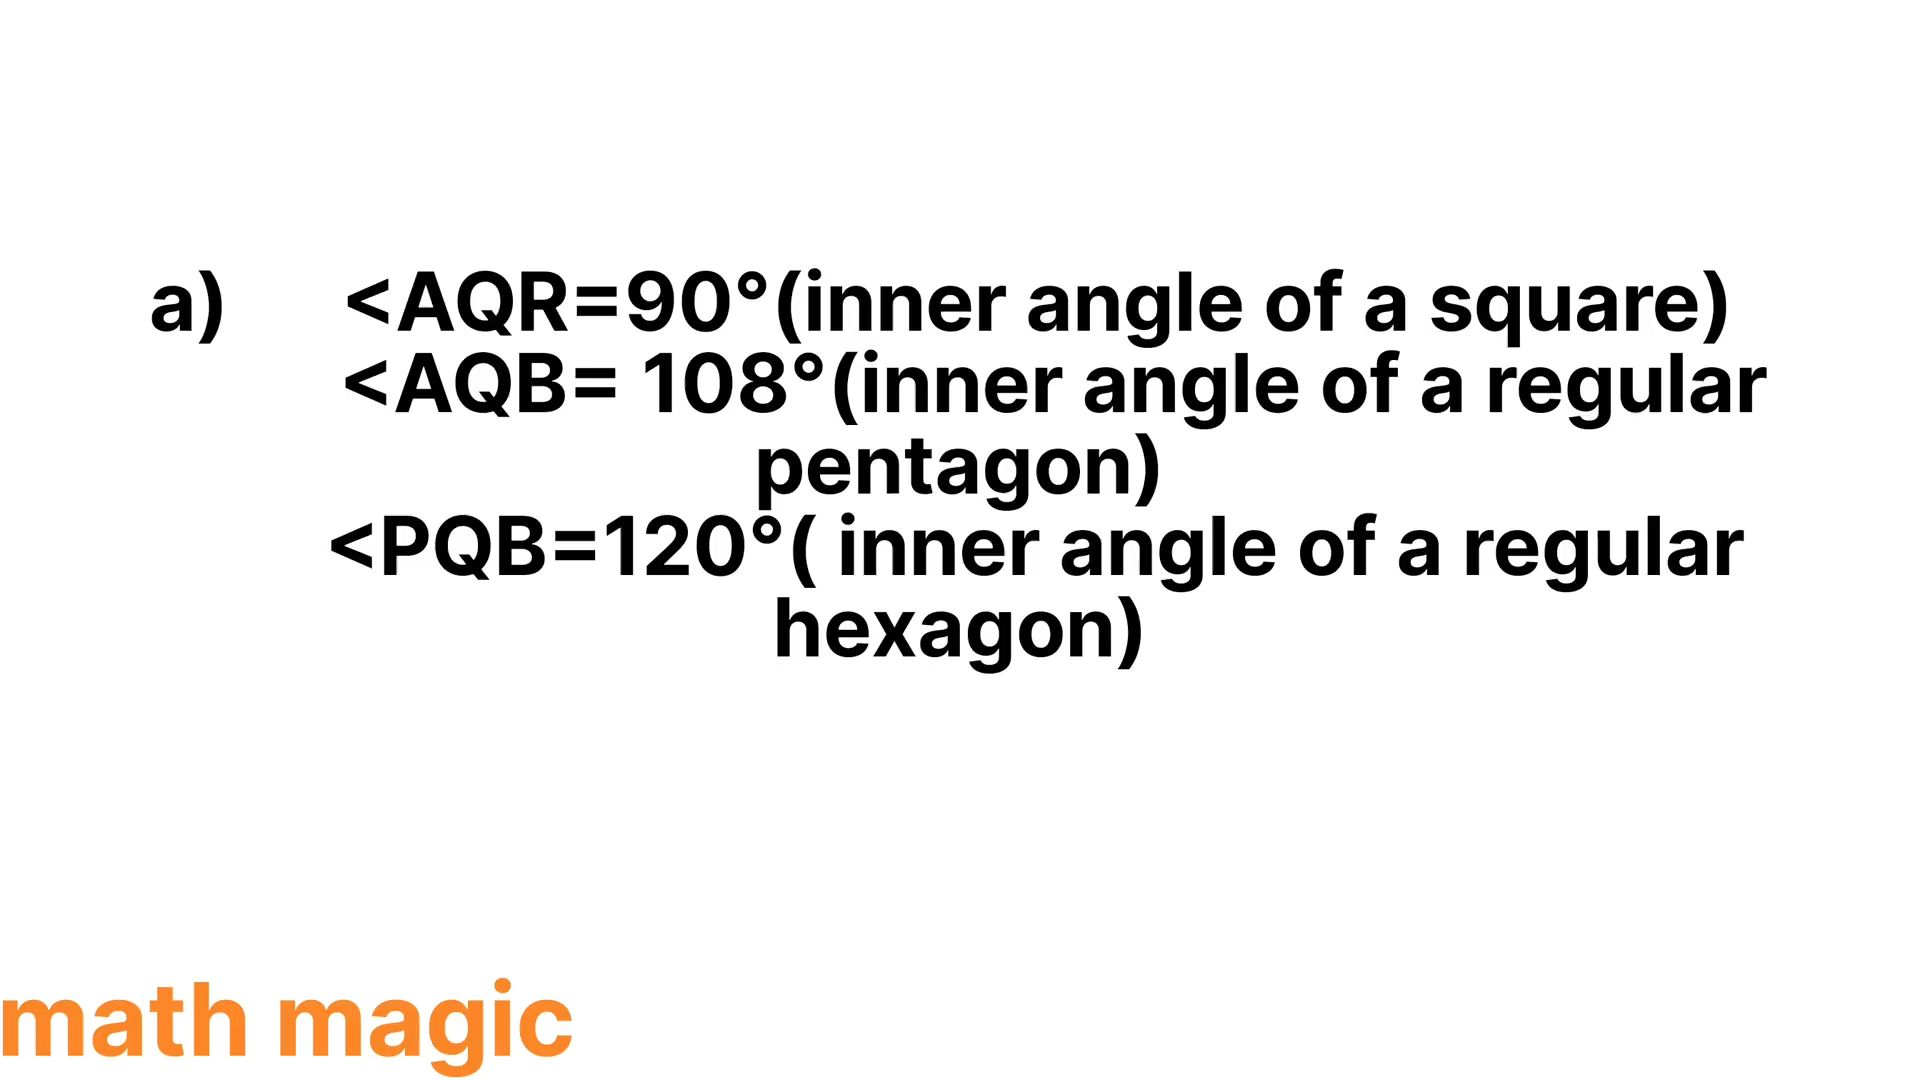 a) <AQR=90°(inner angle of a square)
<AQB= 108°(inner angle of a regular
pentagon)
<PQB=120°( inner angle of a regular
hexagon)
math magic